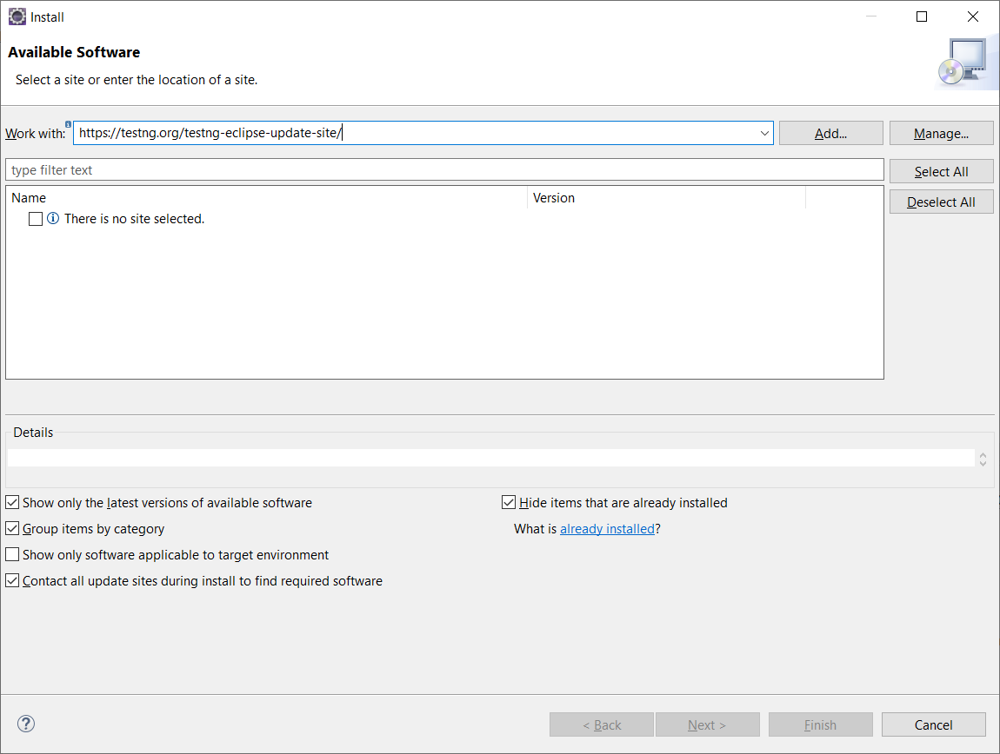 Install
Available Software
Select a site or enter the location of a site.
Work with: https://testng.org/testng-eclipse-update-site/ Add... Manage...
type filter text Select All
Name Version Deselect All
There is no site selected.
Details
Show only the latest versions of available software Hide items that are already installed
Group items by category What is already installed?
Show only software applicable to target environment
Contact all update sites during install to find required software
? < Back Next > Finish Cancel